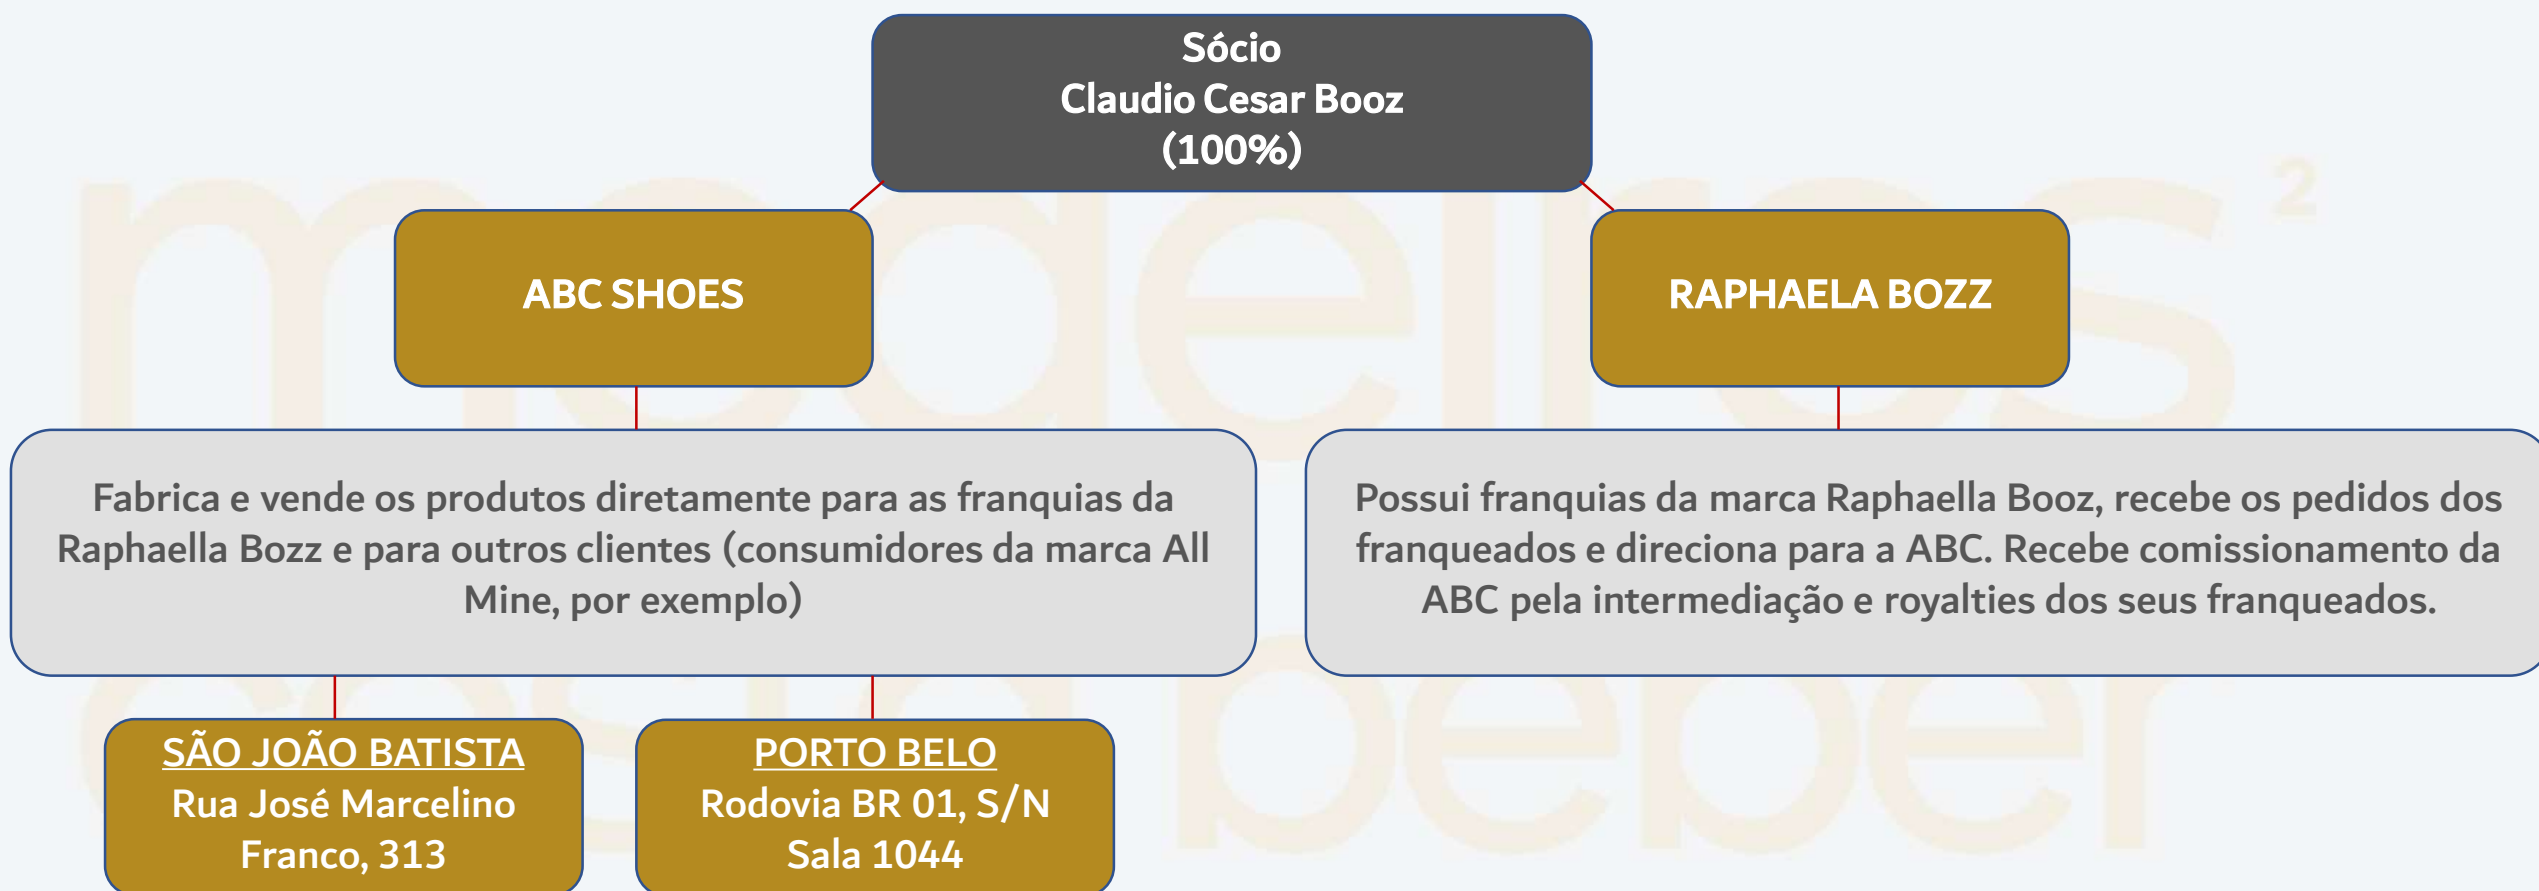 Sócio
Claudio Cesar Booz
(100%)
ABC SHOES
RAPHAELA BOZZ
Fabrica e vende os produtos diretamente para as franquias da
Raphaella Bozz e para outros clientes (consumidores da marca All
Mine, por exemplo)
Possui franquias da marca Raphaella Booz, recebe os pedidos dos
franqueados e direciona para a ABC. Recebe comissionamento da
ABC pela intermediação e royalties dos seus franqueados.
SÃO JOÃO BATISTA
Rua José Marcelino
Franco, 313
PORTO BELO
Rodovia BR 01, S/N
Sala 1044
medeiros²
costa beber